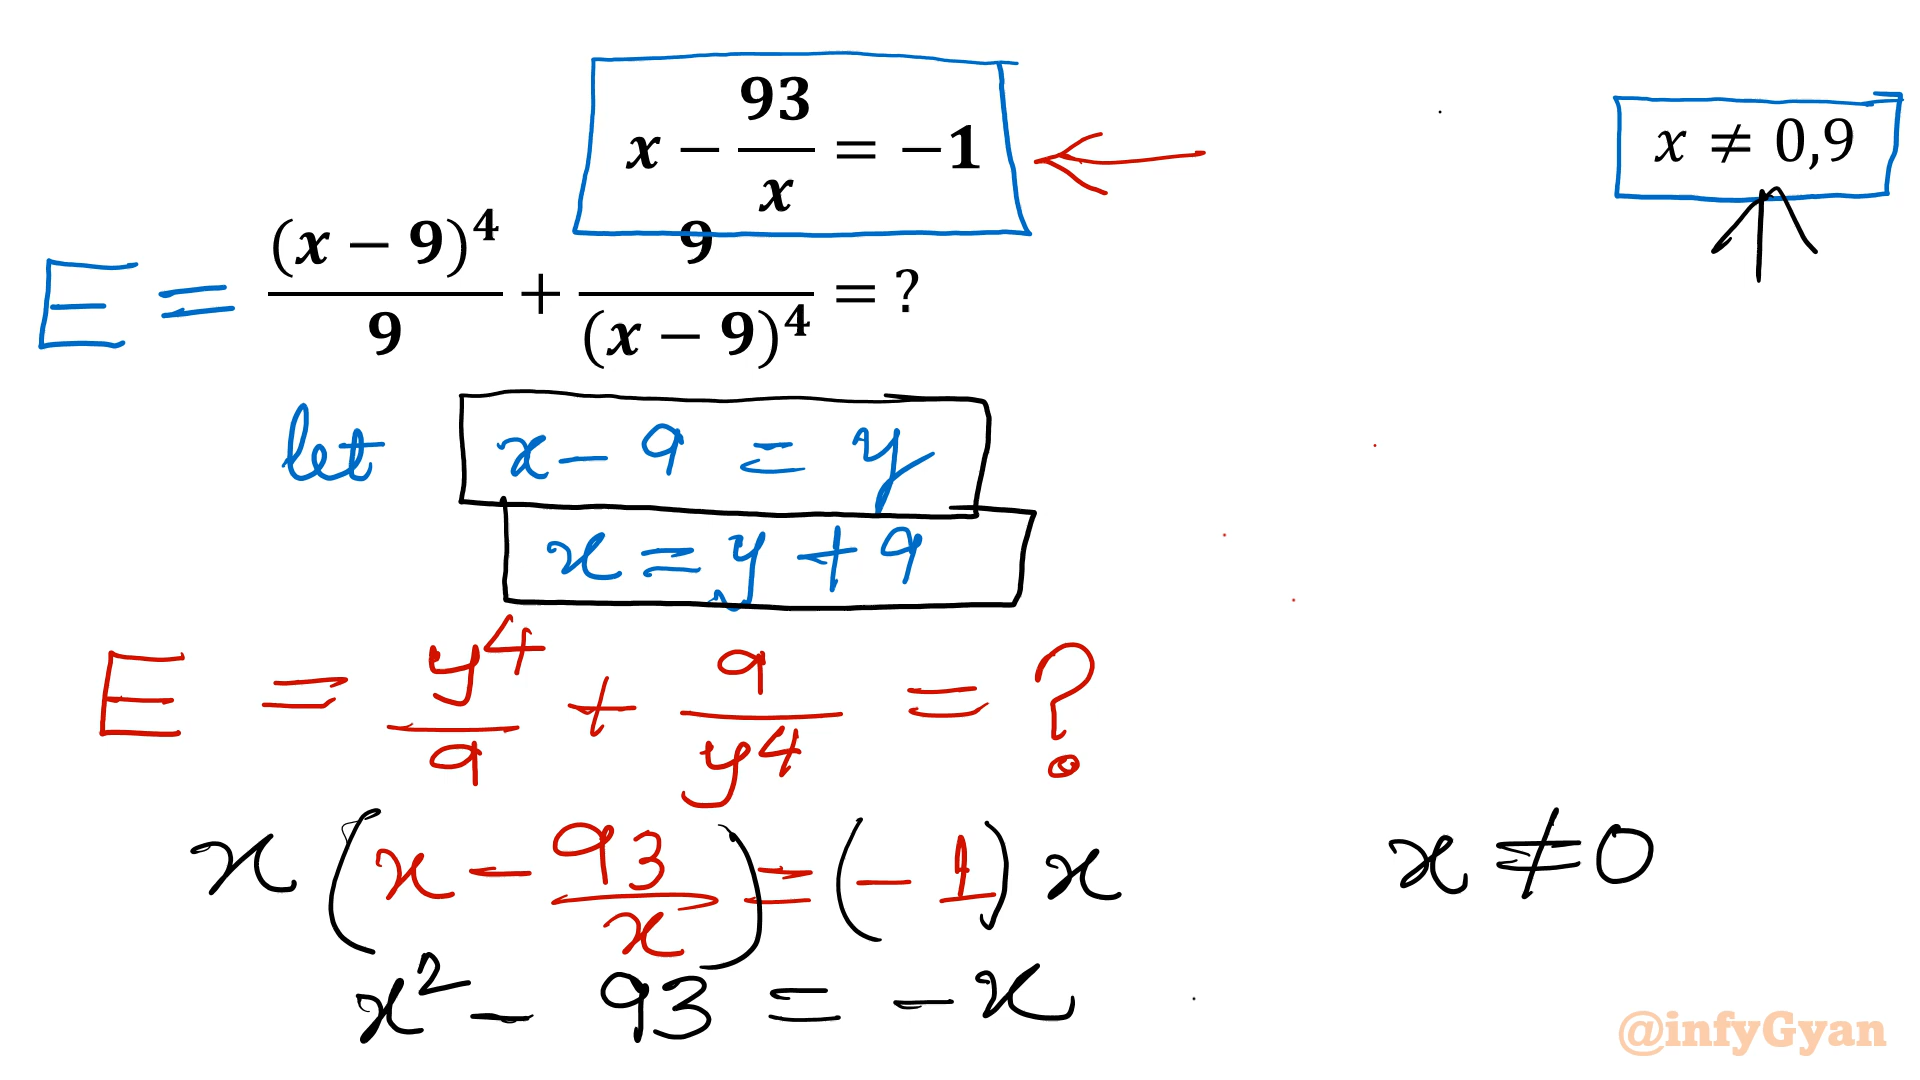 x − 93/x = −1
x ≠ 0,9
E = (x − 9)⁴/9 + 9/(x − 9)⁴ = ?
let x − 9 = y
x = y + 9
E = y⁴/9 + 9/y⁴ = ?
x(x − 93/x) = (−1)x x ≠ 0
x² − 93 = −x
@infyGyan